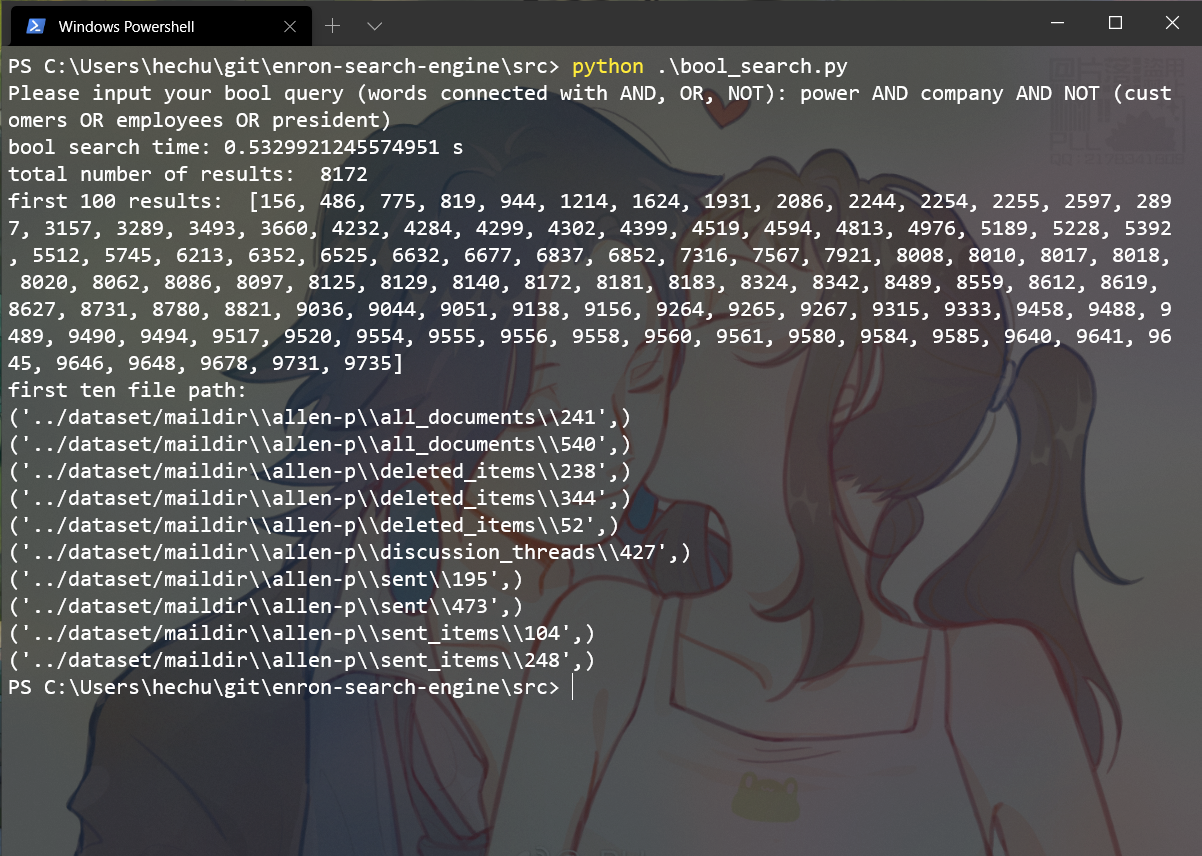 Windows Powershell
PS C:\Users\hechu\git\enron-search-engine\src> python .\bool_search.py
Please input your bool query (words connected with AND, OR, NOT): power AND company AND NOT (cust
omers OR employees OR president)
bool search time: 0.5329921245574951 s
total number of results:  8172
first 100 results:  [156, 486, 775, 819, 944, 1214, 1624, 1931, 2086, 2244, 2254, 2255, 2597, 289
7, 3157, 3289, 3493, 3660, 4232, 4284, 4299, 4302, 4399, 4519, 4594, 4813, 4976, 5189, 5228, 5392
, 5512, 5745, 6213, 6352, 6525, 6632, 6677, 6837, 6852, 7316, 7567, 7921, 8008, 8010, 8017, 8018,
 8020, 8062, 8086, 8097, 8125, 8129, 8140, 8172, 8181, 8183, 8324, 8342, 8489, 8559, 8612, 8619,
8627, 8731, 8780, 8821, 9036, 9044, 9051, 9138, 9156, 9264, 9265, 9267, 9315, 9333, 9458, 9488, 9
489, 9490, 9494, 9517, 9520, 9554, 9555, 9556, 9558, 9560, 9561, 9580, 9584, 9585, 9640, 9641, 96
45, 9646, 9648, 9678, 9731, 9735]
first ten file path:
('../dataset/maildir\\allen-p\\all_documents\\241',)
('../dataset/maildir\\allen-p\\all_documents\\540',)
('../dataset/maildir\\allen-p\\deleted_items\\238',)
('../dataset/maildir\\allen-p\\deleted_items\\344',)
('../dataset/maildir\\allen-p\\deleted_items\\52',)
('../dataset/maildir\\allen-p\\discussion_threads\\427',)
('../dataset/maildir\\allen-p\\sent\\195',)
('../dataset/maildir\\allen-p\\sent\\473',)
('../dataset/maildir\\allen-p\\sent_items\\104',)
('../dataset/maildir\\allen-p\\sent_items\\248',)
PS C:\Users\hechu\git\enron-search-engine\src>